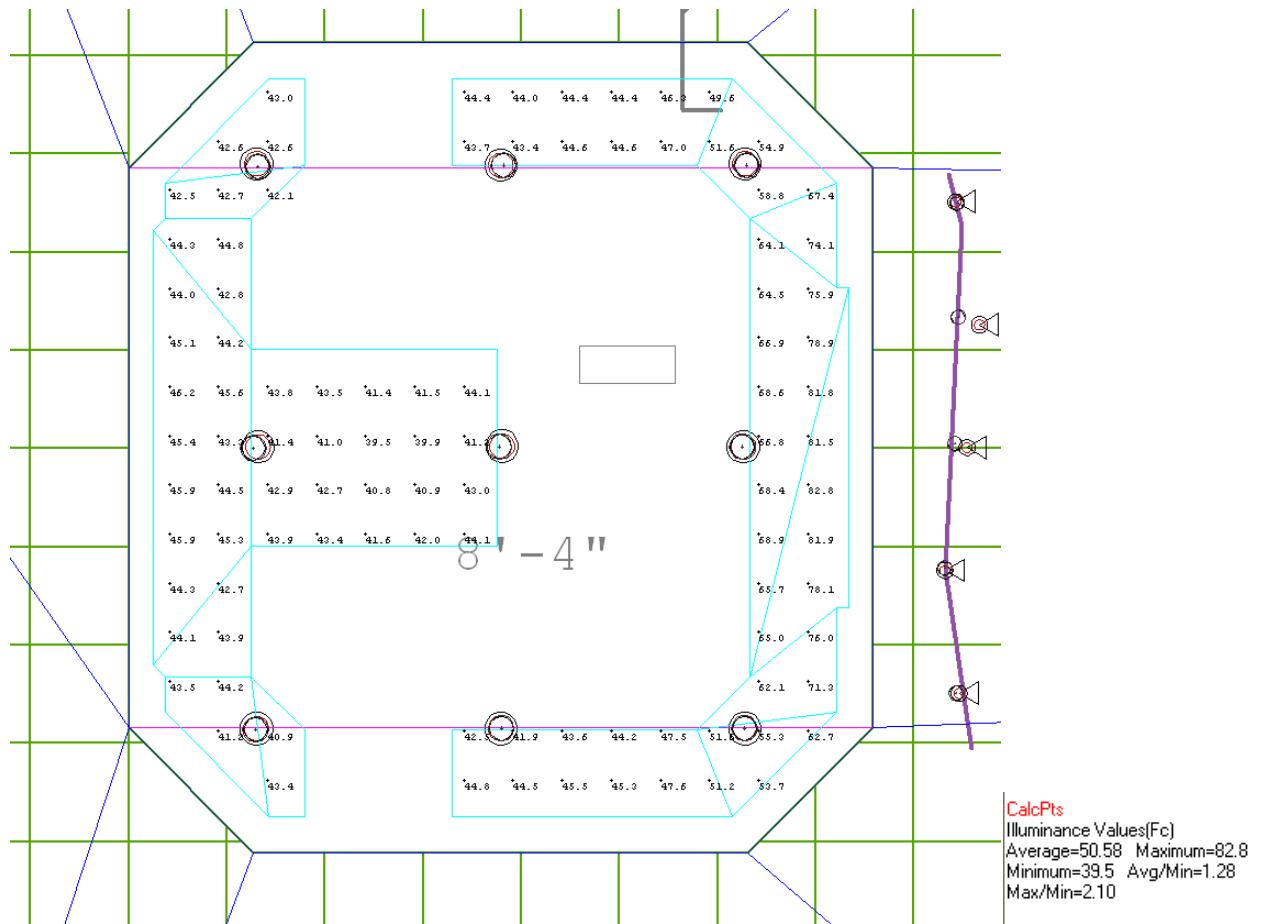 43.0 44.4 44.0 44.4 44.4 46.3 49.6
42.6 42.6 43.7 43.4 44.6 44.6 47.0 51.6 54.9
42.5 42.7 42.1 58.8 67.4
44.3 44.8 64.1 74.1
44.0 42.8 64.5 75.9
45.1 44.2 66.9 78.9
46.2 45.6 43.8 43.5 41.4 41.5 44.1 68.6 81.8
45.4 43.3 41.4 41.0 39.5 39.9 41.2 66.8 81.5
45.9 44.5 42.9 42.7 40.8 40.9 43.0 68.4 82.8
45.9 45.3 43.9 43.4 41.6 42.0 44.1 68.9 81.9
8'-4"
44.3 42.7 65.7 78.1
44.1 43.9 65.0 76.0
43.5 44.2 62.1 71.3
41.2 40.9 42.5 41.9 43.6 44.2 47.5 51.6 55.3 62.7
43.4 44.8 44.5 45.5 45.3 47.6 51.2 53.7
CalcPts
Illuminance Values(Fc)
Average=50.58 Maximum=82.8
Minimum=39.5 Avg/Min=1.28
Max/Min=2.10